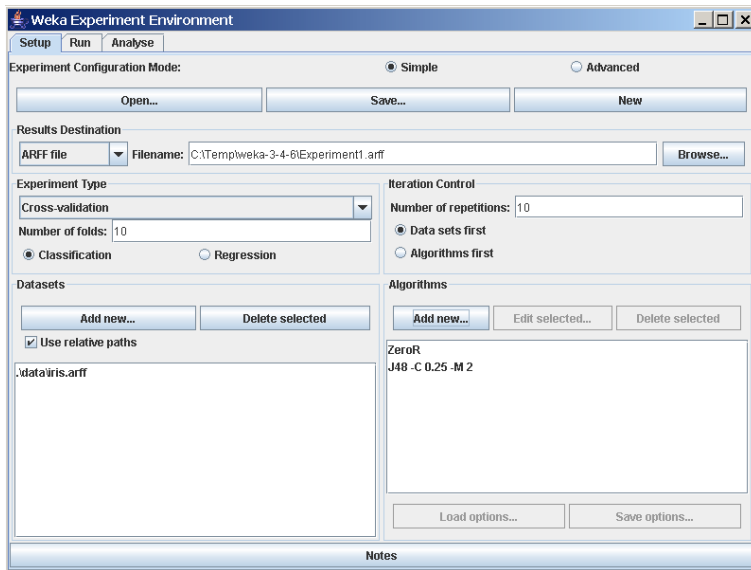 Weka Experiment Environment
Setup Run Analyse
Experiment Configuration Mode: Simple Advanced
Open... Save... New
Results Destination
ARFF file Filename: C:\Temp\weka-3-4-6\Experiment1.arff Browse...
Experiment Type
Cross-validation
Number of folds: 10
Classification Regression
Iteration Control
Number of repetitions: 10
Data sets first
Algorithms first
Datasets
Add new... Delete selected
Use relative paths
.\data\iris.arff
Algorithms
Add new... Edit selected... Delete selected
ZeroR
J48 -C 0.25 -M 2
Load options... Save options...
Notes